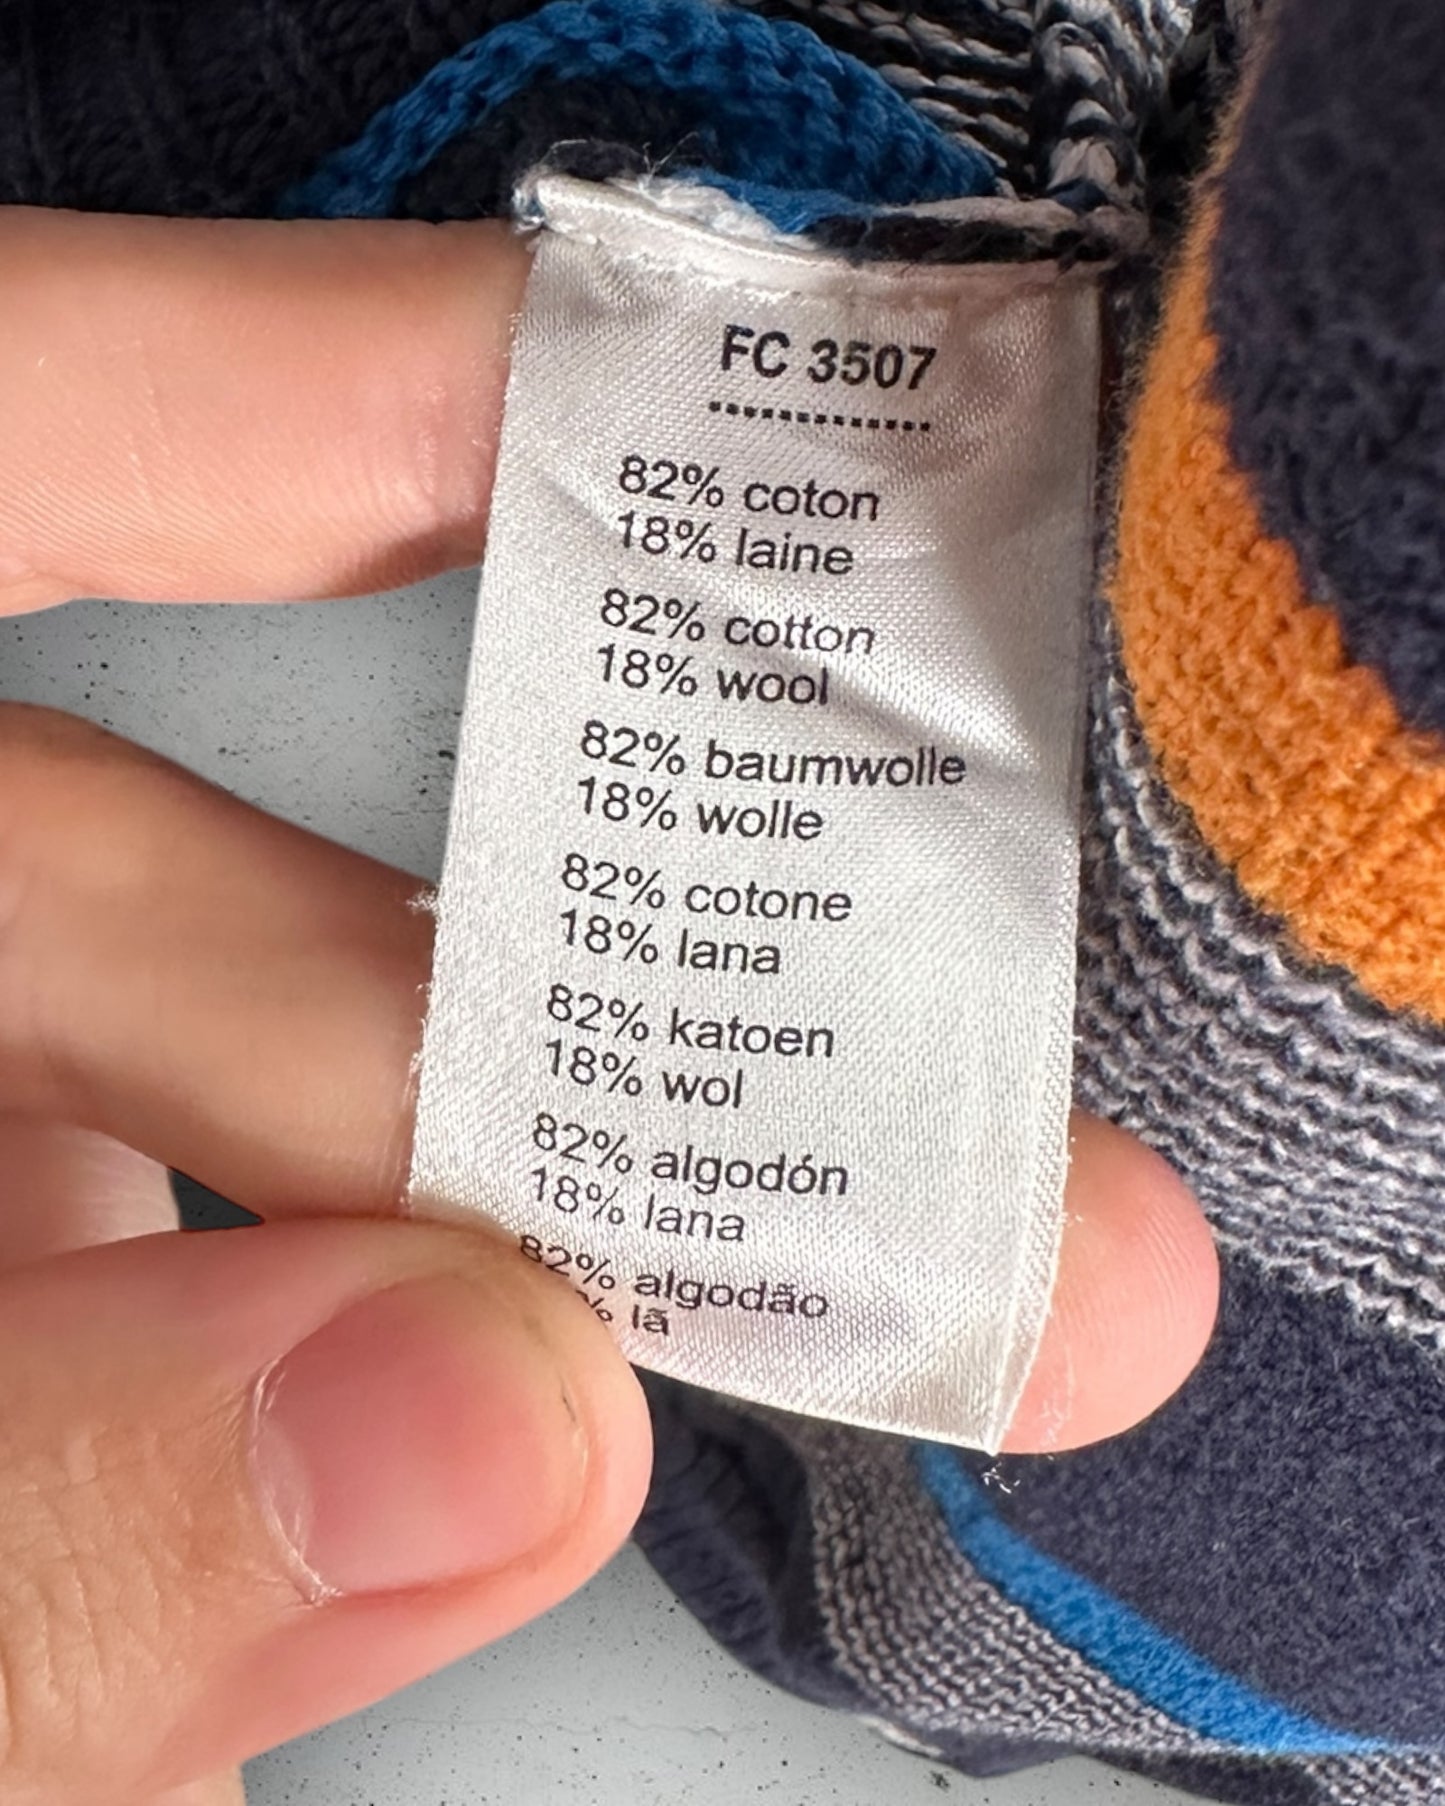 FC 3507
82% coton
18% laine
82% cotton
18% wool
82% baumwolle
18% wolle
82% cotone
18% lana
82% katoen
18% wol
82% algodón
18% lana
82% algodão
% lã